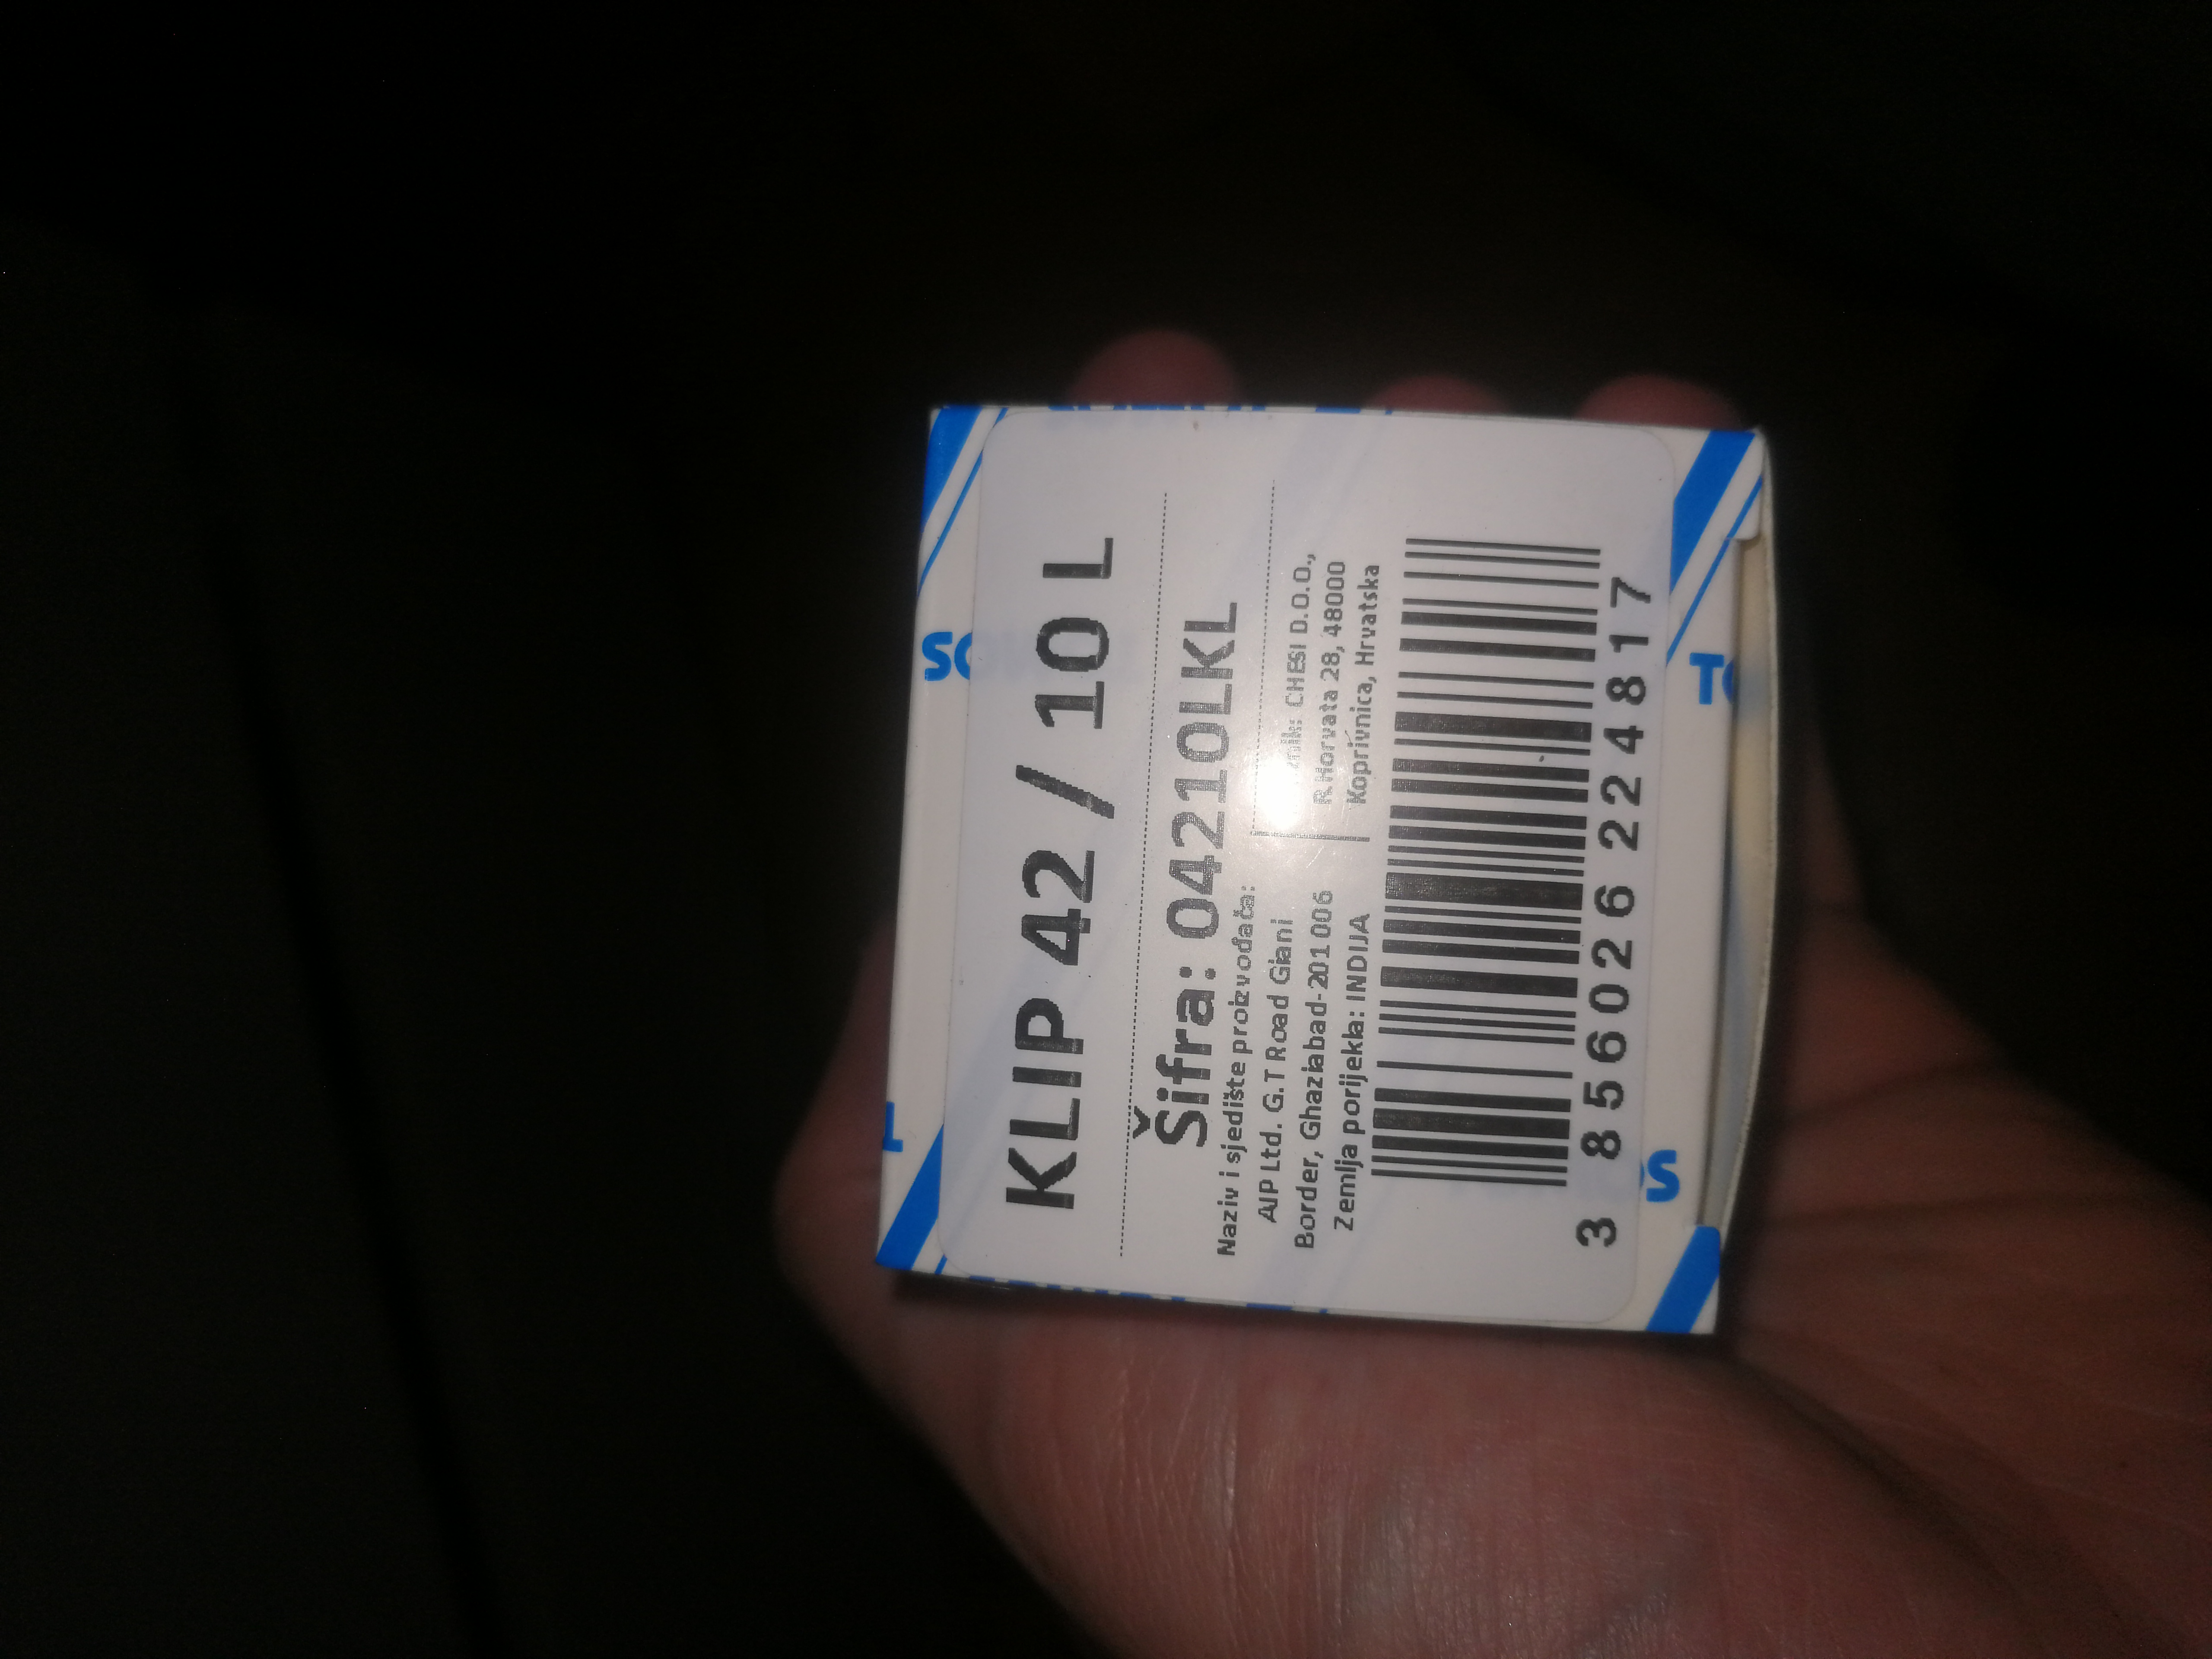 KLIP 42 / 10 L
Šifra: 04210LKL
Naziv i sjedište proizvođača:
AIP Ltd. G.T Road Giani
Border, Ghaziabad-201 006
Zemlja porijekla: INDIJA
CHESI D.O.O.,
R.Horvata 28, 48000
Koprivnica, Hrvatska
3 856026 224817